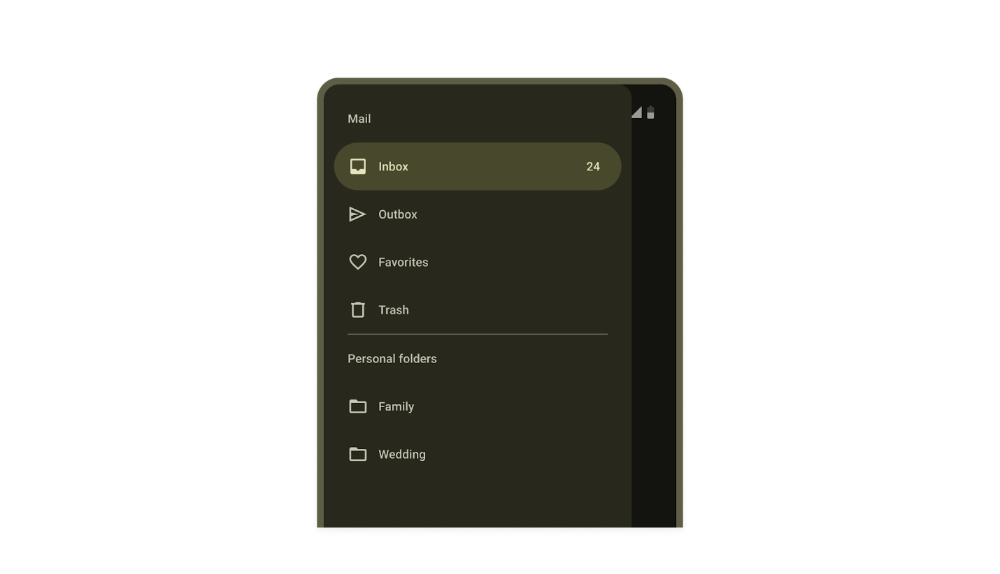 Mail
Inbox 24
Outbox
Favorites
Trash
Personal folders
Family
Wedding